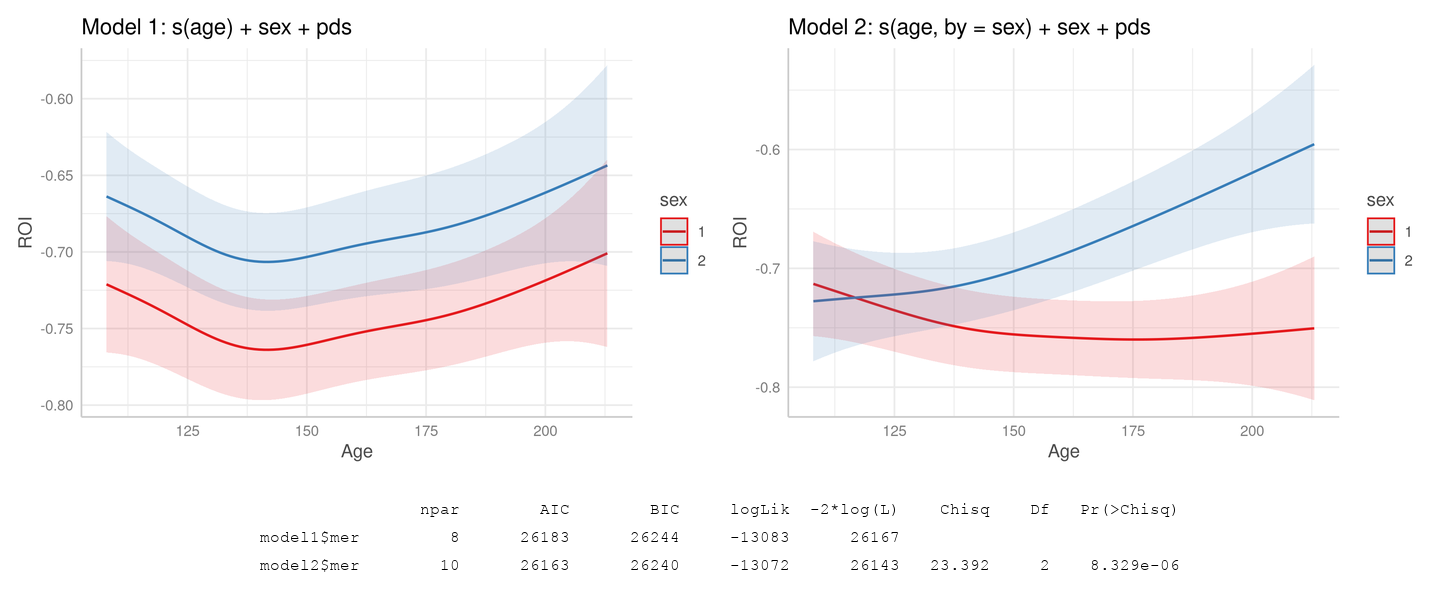 Model 1: s(age) + sex + pds
-0.60
-0.65
-0.70
-0.75
-0.80
ROI
125 150 175 200
Age
sex
1
2
Model 2: s(age, by = sex) + sex + pds
-0.6
-0.7
-0.8
ROI
125 150 175 200
Age
sex
1
2
npar AIC BIC logLik -2*log(L) Chisq Df Pr(>Chisq)
model1$mer 8 26183 26244 -13083 26167
model2$mer 10 26163 26240 -13072 26143 23.392 2 8.329e-06